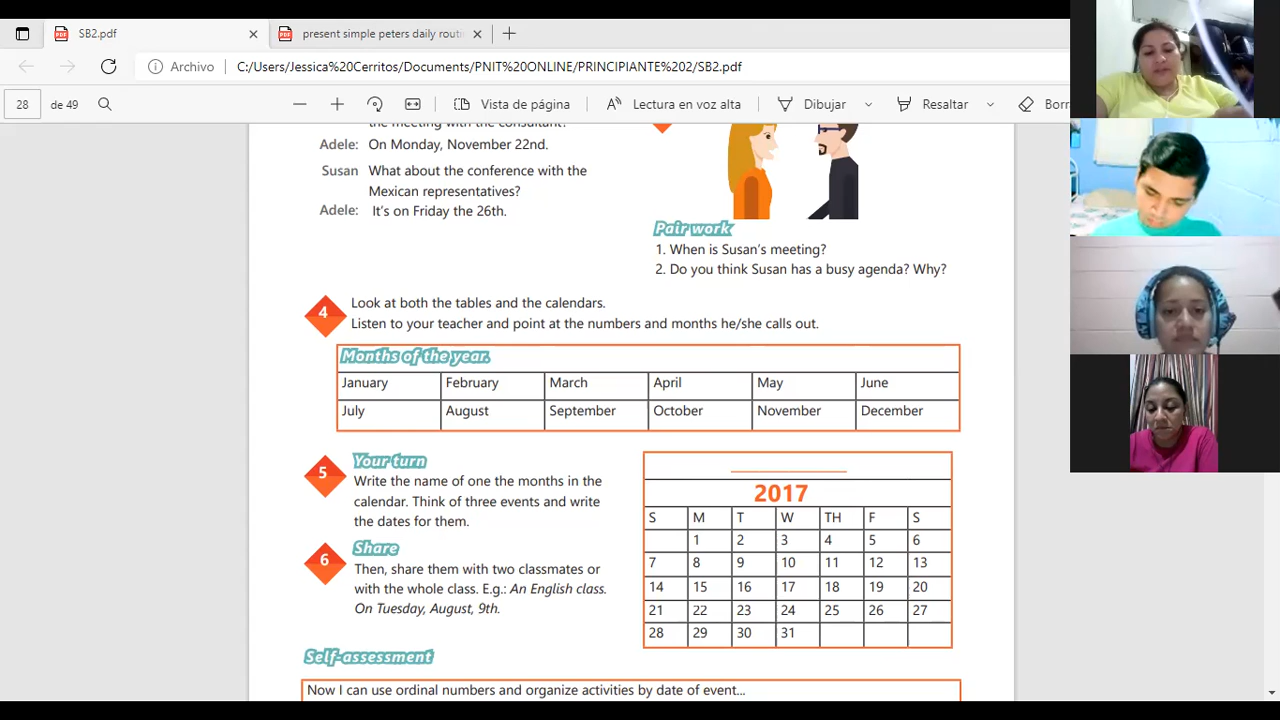 SB2.pdf
present simple peters daily routi
Archivo
C:/Users/Jessica%20Cerritos/Documents/PNIT%20ONLINE/PRINCIPIANTE%202/SB2.pdf
28
de 49
Vista de página
Lectura en voz alta
Dibujar
Resaltar
Borr
the meeting with the consultant?
Adele: On Monday, November 22nd.
Susan What about the conference with the
Mexican representatives?
Adele: It's on Friday the 26th.
Pair work
1. When is Susan's meeting?
2. Do you think Susan has a busy agenda? Why?
4
Look at both the tables and the calendars.
Listen to your teacher and point at the numbers and months he/she calls out.
Months of the year.
January February March April May June
July August September October November December
5
Your turn
Write the name of one the months in the
calendar. Think of three events and write
the dates for them.
6
Share
Then, share them with two classmates or
with the whole class. E.g.: An English class.
On Tuesday, August, 9th.
2017
S M T W TH F S
1 2 3 4 5 6
7 8 9 10 11 12 13
14 15 16 17 18 19 20
21 22 23 24 25 26 27
28 29 30 31
Self-assessment
Now I can use ordinal numbers and organize activities by date of event...